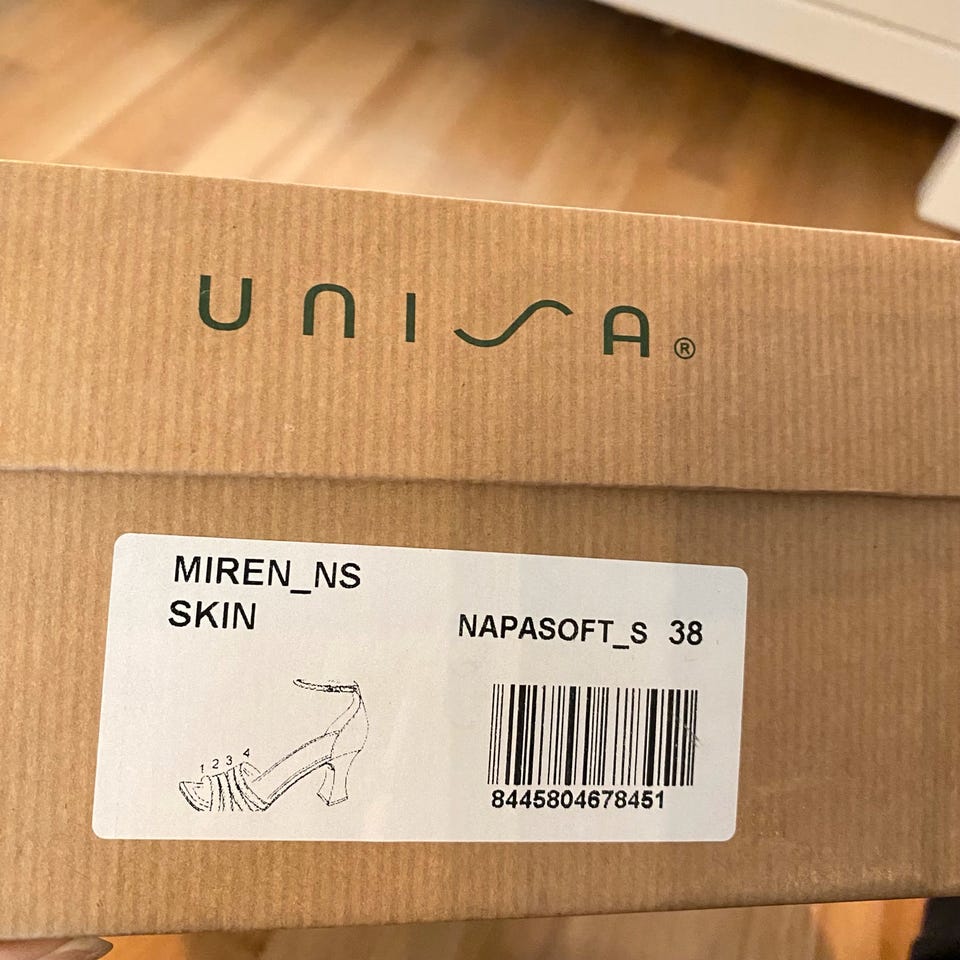 UNISA®
MIREN_NS
SKIN
NAPASOFT_S 38
1 2 3 4
8445804678451